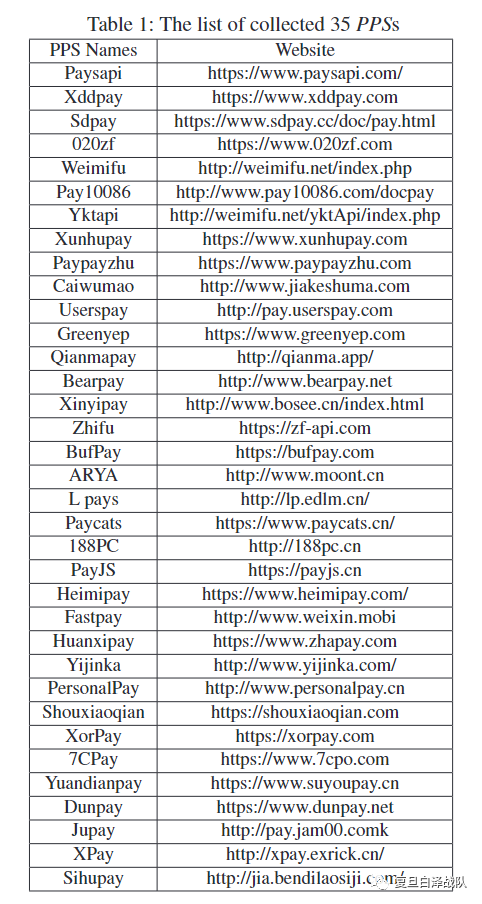 Table 1: The list of collected 35 PPSs
PPS Names Website
Paysapi https://www.paysapi.com/
Xddpay https://www.xddpay.com
Sdpay https://www.sdpay.cc/doc/pay.html
020zf https://www.020zf.com
Weimifu http://weimifu.net/index.php
Pay10086 http://www.pay10086.com/docpay
Yktapi http://weimifu.net/yktApi/index.php
Xunhupay https://www.xunhupay.com
Paypayzhu https://www.paypayzhu.com
Caiwumao http://www.jiakeshuma.com
Userspay http://pay.userspay.com
Greenyep https://www.greenyep.com
Qianmapay http://qianma.app/
Bearpay http://www.bearpay.net
Xinyipay http://www.bosee.cn/index.html
Zhifu https://zf-api.com
BufPay https://bufpay.com
ARYA http://www.moont.cn
L pays http://lp.edlm.cn/
Paycats https://www.paycats.cn/
188PC http://188pc.cn
PayJS https://payjs.cn
Heimipay https://www.heimipay.com/
Fastpay http://www.weixin.mobi
Huanxipay https://www.zhapay.com
Yijinka http://www.yijinka.com/
PersonalPay http://www.personalpay.cn
Shouxiaoqian https://shouxiaoqian.com
XorPay https://xorpay.com
7CPay https://www.7cpo.com
Yuandianpay https://www.suyoupay.cn
Dunpay https://www.dunpay.net
Jupay http://pay.jam00.comk
XPay http://xpay.exrick.cn/
Sihupay http://jia.bendilaosiji.com/
复旦白泽战队